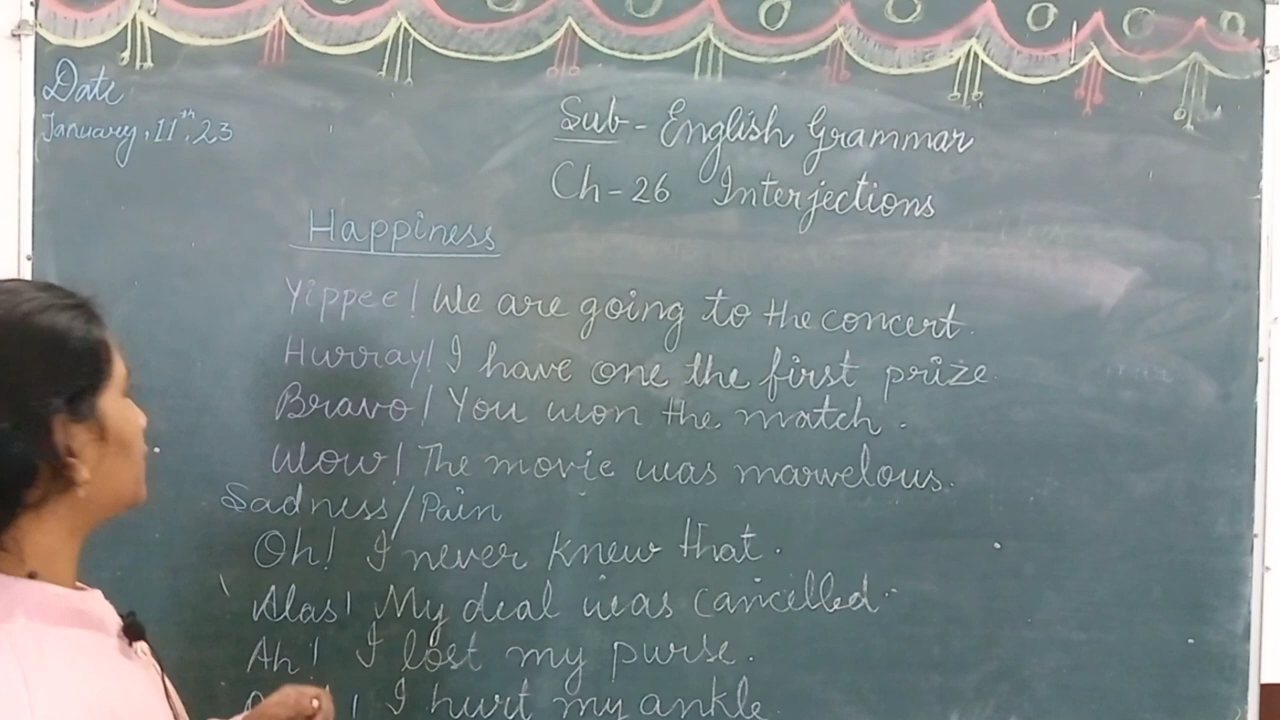 Date
January, 11th, 23
Sub - English Grammar
Ch-26 Interjections
Happiness
Yippee! We are going to the concert.
Hurray! I have one the first prize.
Bravo! You won the match.
Wow! The movie was marvelous.
Sadness/Pain
Oh! I never knew that.
Alas! My deal was cancelled.
Ah! I lost my purse.
! I hurt my ankle.